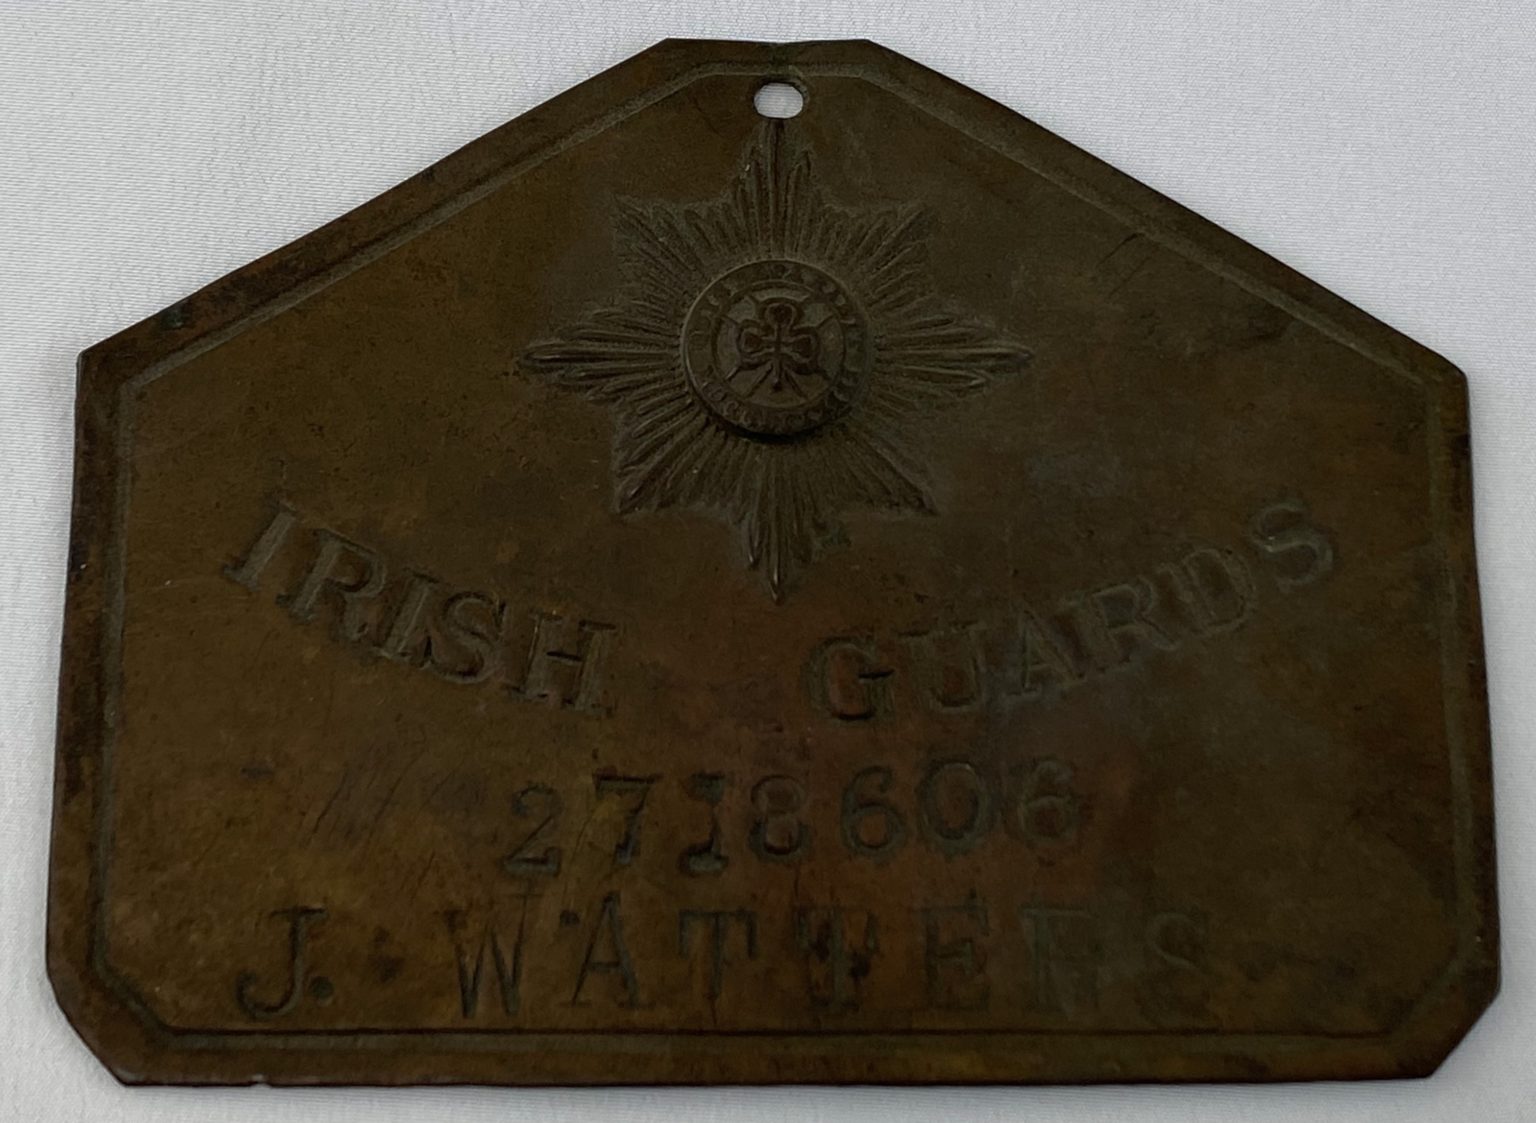 IRISH GUARDS
2718606
J. WATTERS